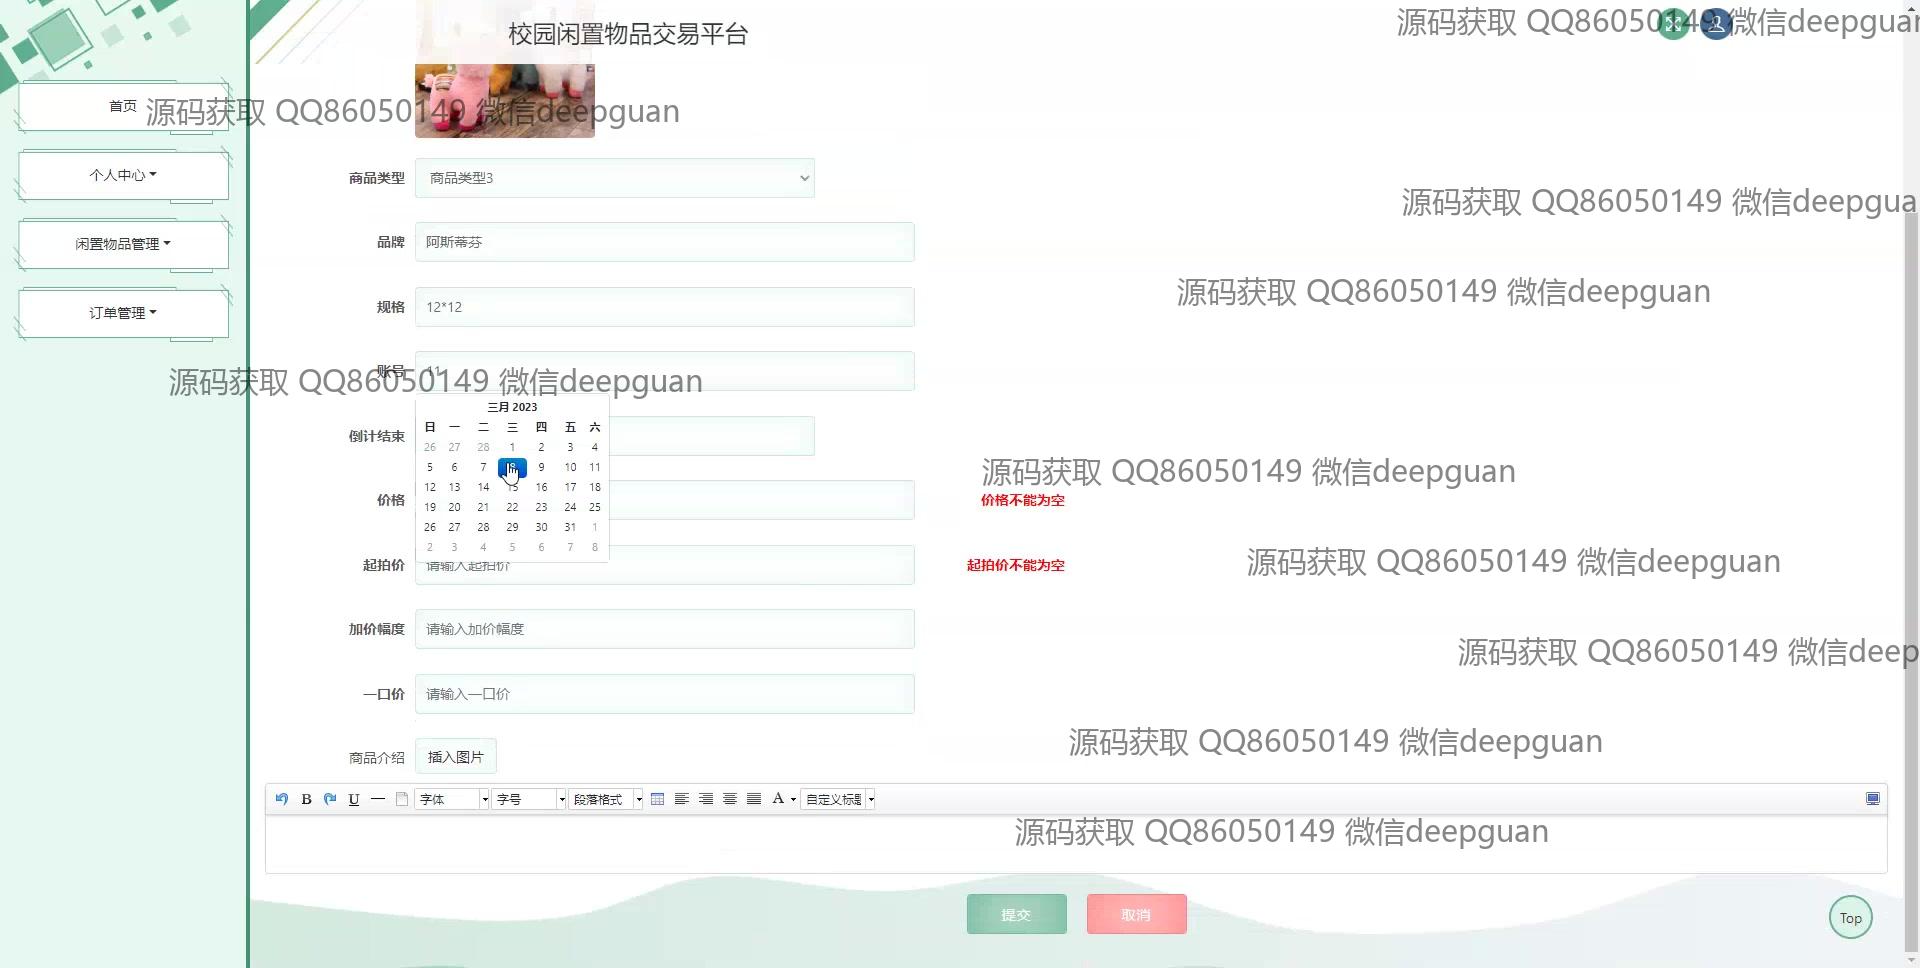 校园闲置物品交易平台
源码获取 QQ86050149 微信deepguan
首页
源码获取 QQ86050149 微信deepguan
个人中心
商品类型 商品类型3
源码获取 QQ86050149 微信deepgua
闲置物品管理
品牌 阿斯蒂芬
源码获取 QQ86050149 微信deepguan
规格 12*12
订单管理
账号 11
源码获取 QQ86050149 微信deepguan
三月 2023
日 一 二 三 四 五 六
26 27 28 1 2 3 4
倒计结束
5 6 7 8 9 10 11
源码获取 QQ86050149 微信deepguan
12 13 14 15 16 17 18
价格 价格不能为空
19 20 21 22 23 24 25
26 27 28 29 30 31 1
2 3 4 5 6 7 8
源码获取 QQ86050149 微信deepguan
起拍价 请输入起拍价 起拍价不能为空
加价幅度 请输入加价幅度
源码获取 QQ86050149 微信deep
一口价 请输入一口价
源码获取 QQ86050149 微信deepguan
商品介绍 插入图片
B U 字体 字号 段落格式 A 自定义标题
源码获取 QQ86050149 微信deepguan
提交 取消
Top